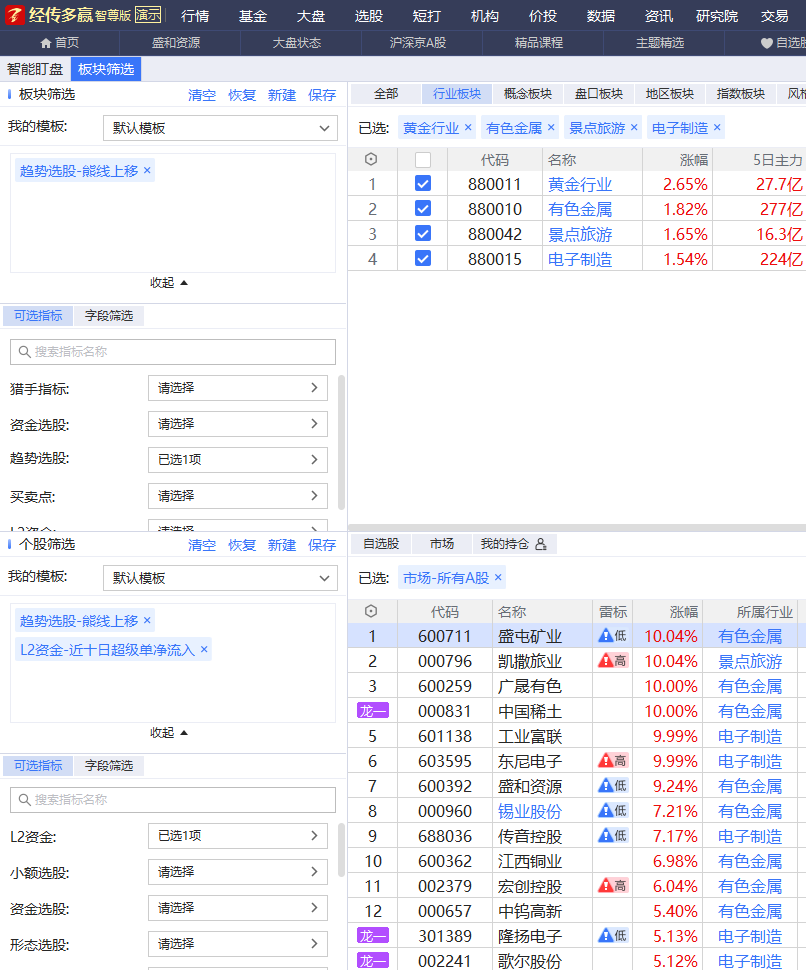 经传多赢 智尊版 演示 行情 基金 大盘 选股 短打 机构 价投 数据 资讯 研究院 交易
首页 盛和资源 大盘状态 沪深京A股 精品课程 主题精选 自选股
智能盯盘 板块筛选
板块筛选 清空 恢复 新建 保存
我的模板: 默认模板
趋势选股-能线上移 ×
收起
可选指标 字段筛选
搜索指标名称
猎手指标: 请选择
资金选股: 请选择
趋势选股: 已选1项
买卖点: 请选择
L2资金: 请选择
全部 行业板块 概念板块 盘口板块 地区板块 指数板块 风格
已选: 黄金行业 × 有色金属 × 景点旅游 × 电子制造 ×
代码 名称 涨幅 5日主力
1 880011 黄金行业 2.65% 27.7亿
2 880010 有色金属 1.82% 277亿
3 880042 景点旅游 1.65% 16.3亿
4 880015 电子制造 1.54% 224亿
个股筛选 清空 恢复 新建 保存
我的模板: 默认模板
趋势选股-熊线上移 ×
L2资金-近十日超级单净流入 ×
收起
可选指标 字段筛选
搜索指标名称
L2资金: 已选1项
小额选股: 请选择
资金选股: 请选择
形态选股: 请选择
自选股 市场 我的持仓
已选: 市场-所有A股 ×
代码 名称 雷标 涨幅 所属行业
1 600711 盛屯矿业 低 10.04% 有色金属
2 000796 凯撒旅业 高 10.04% 景点旅游
3 600259 广晟有色 10.00% 有色金属
龙一 000831 中国稀土 10.00% 有色金属
5 601138 工业富联 9.99% 电子制造
6 603595 东尼电子 高 9.99% 电子制造
7 600392 盛和资源 低 9.24% 有色金属
8 000960 锡业股份 低 7.21% 有色金属
9 688036 传音控股 低 7.17% 电子制造
10 600362 江西铜业 6.98% 有色金属
11 002379 宏创控股 高 6.04% 有色金属
12 000657 中钨高新 5.40% 有色金属
龙一 301389 隆扬电子 低 5.13% 电子制造
龙一 002241 歌尔股份 5.12% 电子制造